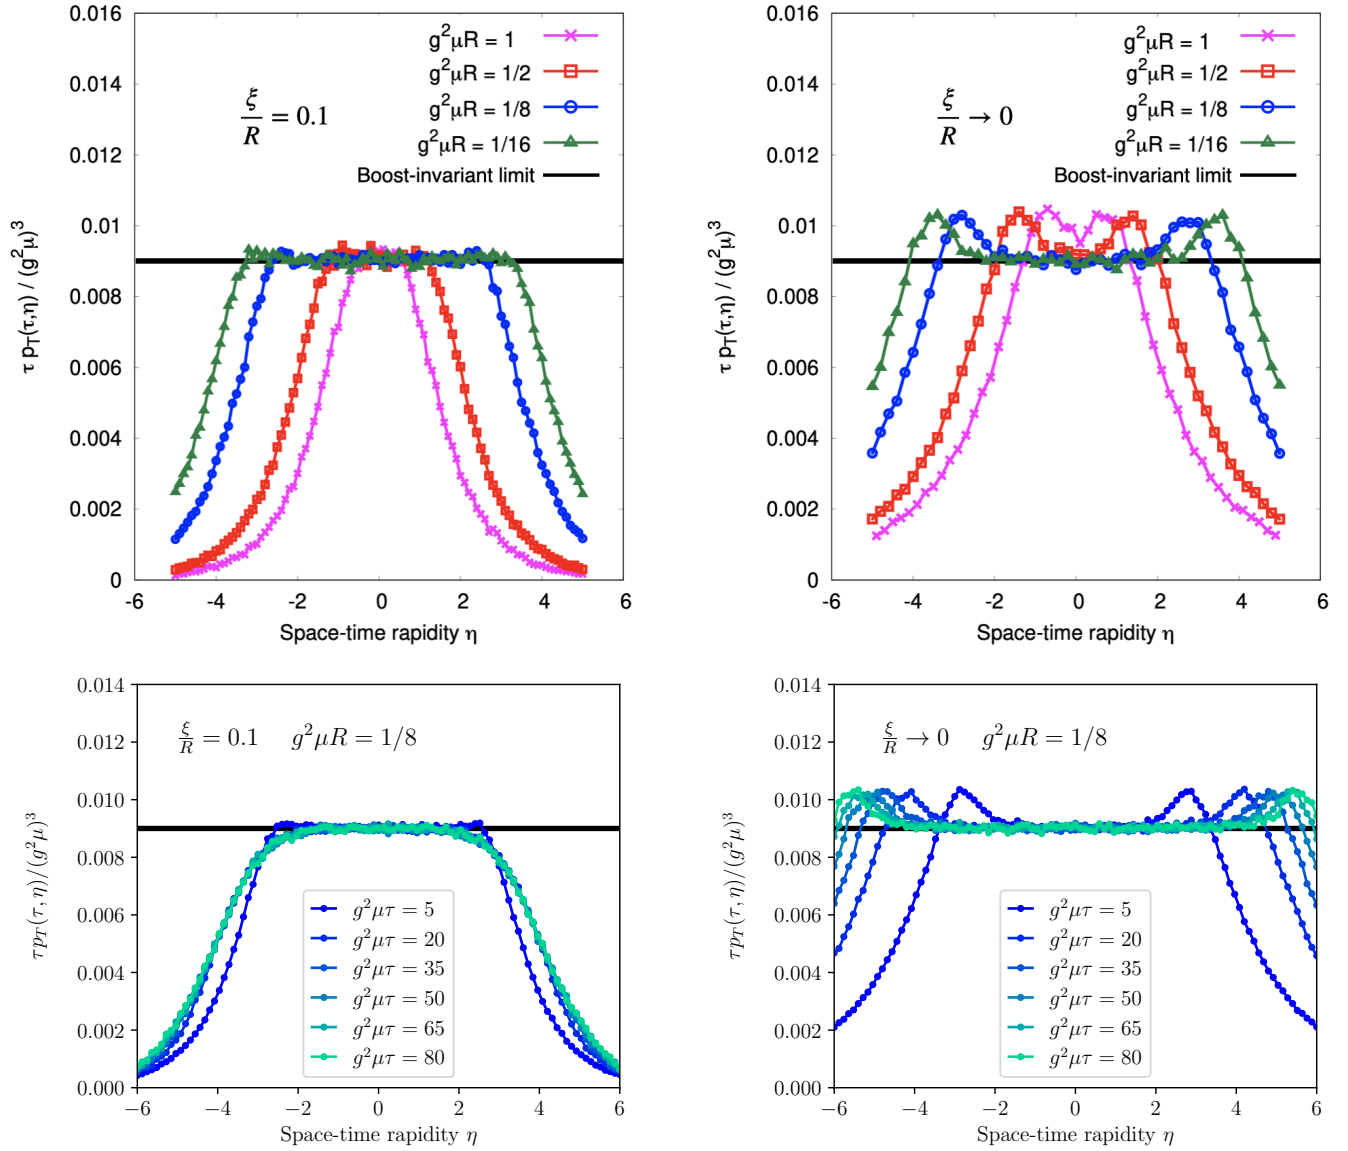 0.016
0.014
0.012
0.01
0.008
0.006
0.004
0.002
0
-6
-4
-2
0
2
4
6
τ p_T(τ,η) / (g²μ)³
Space-time rapidity η
ξ/R = 0.1
g²μR = 1
g²μR = 1/2
g²μR = 1/8
g²μR = 1/16
Boost-invariant limit
0.016
0.014
0.012
0.01
0.008
0.006
0.004
0.002
0
-6
-4
-2
0
2
4
6
τ p_T(τ,η) / (g²μ)³
Space-time rapidity η
ξ/R → 0
g²μR = 1
g²μR = 1/2
g²μR = 1/8
g²μR = 1/16
Boost-invariant limit
0.014
0.012
0.010
0.008
0.006
0.004
0.002
0.000
−6
−4
−2
0
2
4
6
τp_T(τ, η)/(g²μ)³
Space-time rapidity η
ξ/R = 0.1 g²μR = 1/8
g²μτ = 5
g²μτ = 20
g²μτ = 35
g²μτ = 50
g²μτ = 65
g²μτ = 80
0.014
0.012
0.010
0.008
0.006
0.004
0.002
0.000
−6
−4
−2
0
2
4
6
τp_T(τ, η)/(g²μ)³
Space-time rapidity η
ξ/R → 0 g²μR = 1/8
g²μτ = 5
g²μτ = 20
g²μτ = 35
g²μτ = 50
g²μτ = 65
g²μτ = 80